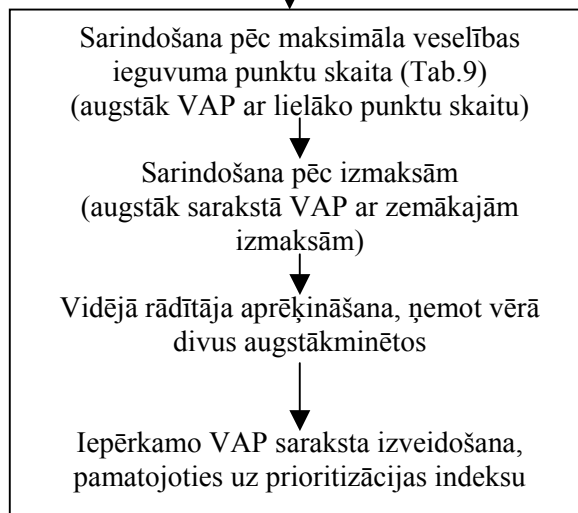 Sarindošana pēc maksimāla veselības
ieguvuma punktu skaita (Tab.9)
(augstāk VAP ar lielāko punktu skaitu)
Sarindošana pēc izmaksām
(augstāk sarakstā VAP ar zemākajām
izmaksām)
Vidējā rādītāja aprēķināšana, ņemot vērā
divus augstākminētos
Iepērkamo VAP saraksta izveidošana,
pamatojoties uz prioritizācijas indeksu